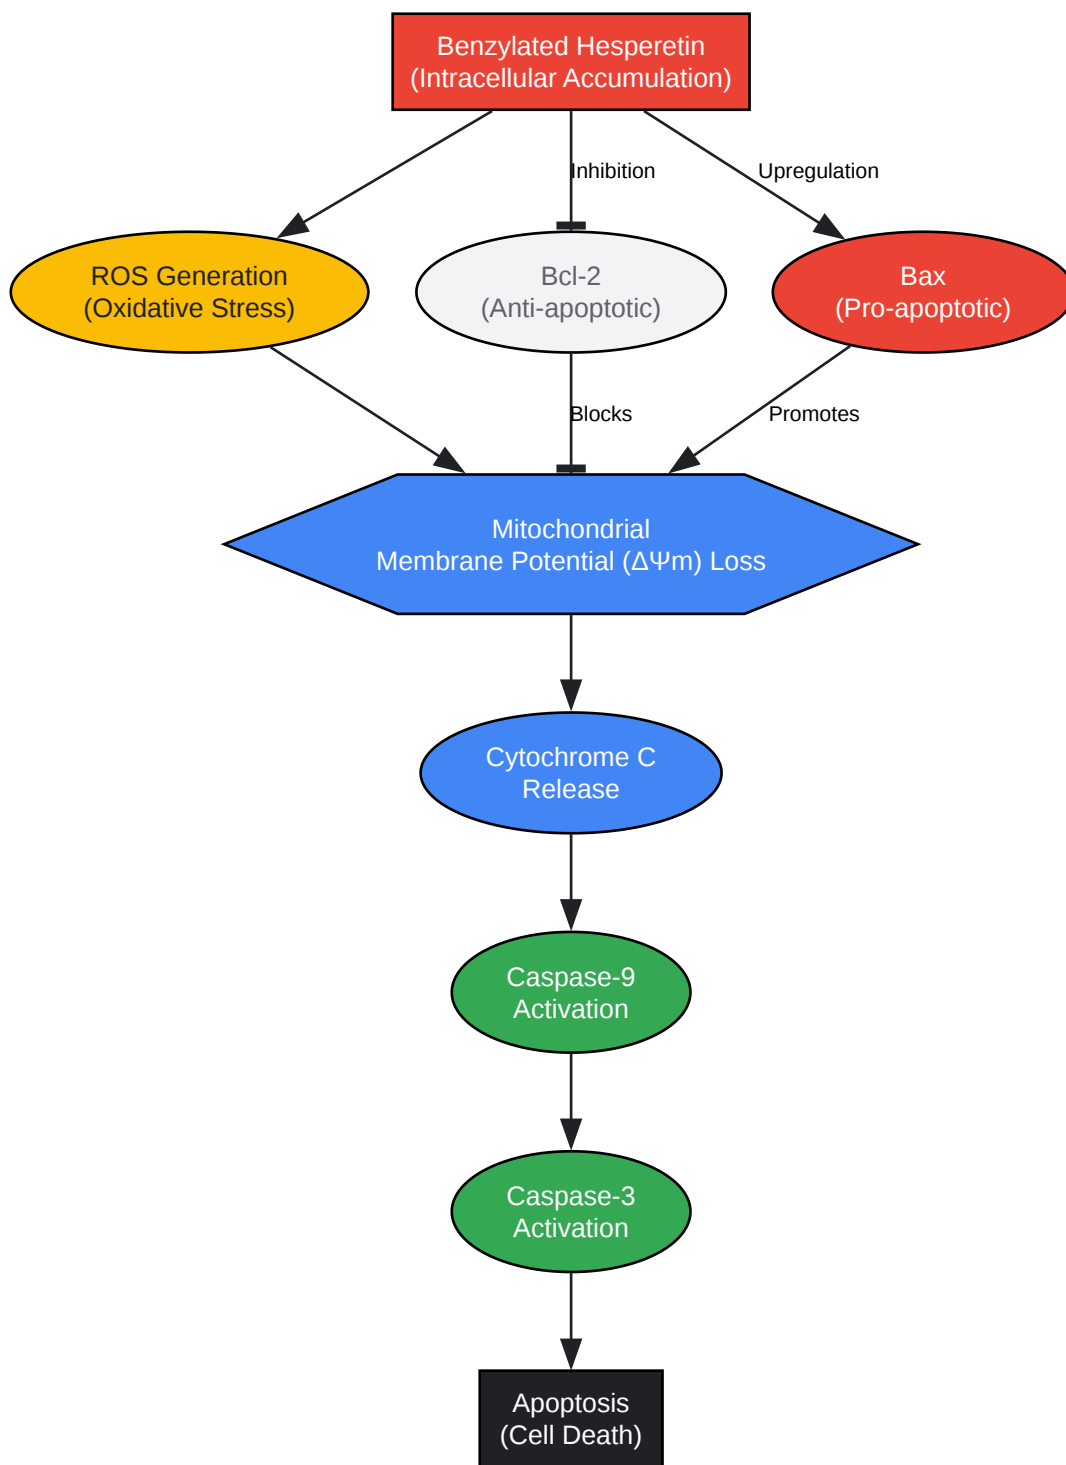 Benzylated Hesperetin
(Intracellular Accumulation)
Inhibition
Upregulation
ROS Generation
(Oxidative Stress)
Bcl-2
(Anti-apoptotic)
Bax
(Pro-apoptotic)
Blocks
Promotes
Mitochondrial
Membrane Potential (ΔΨm) Loss
Cytochrome C
Release
Caspase-9
Activation
Caspase-3
Activation
Apoptosis
(Cell Death)